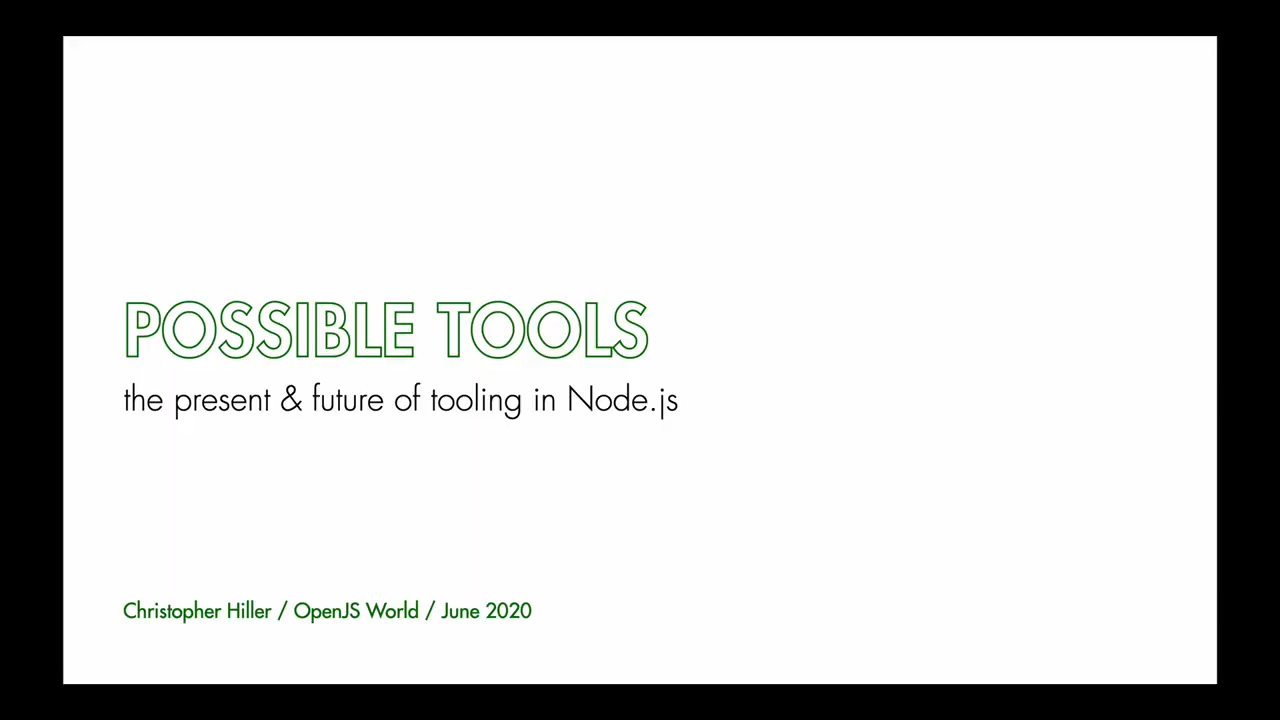 POSSIBLE TOOLS
the present & future of tooling in Node.js
Christopher Hiller / OpenJS World / June 2020